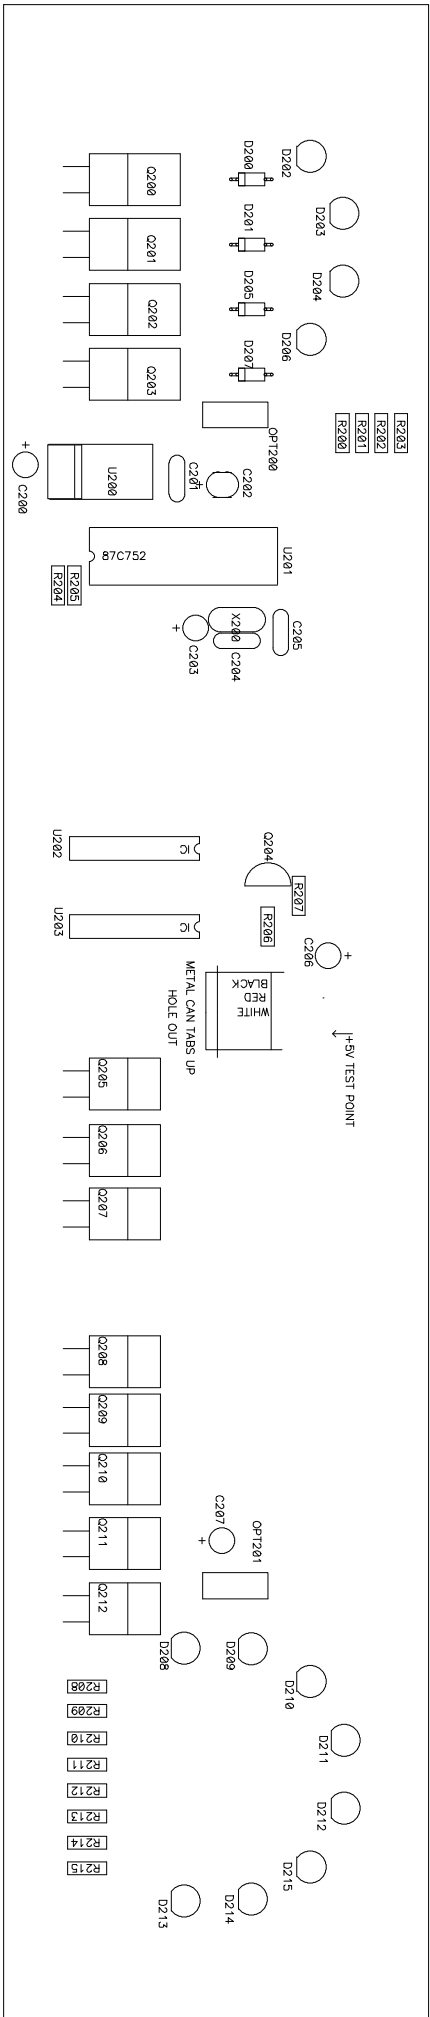 D200
D202
Q200
D203
D201
Q201
D204
D205
Q202
D206
D207
Q203
R200
R201
R202
R203
OPT200
+
C200
U200
C201
+
C202
87C752
U201
R204
R205
+
C203
X200
C204
C205
U202
IC
Q204
R207
U203
IC
R206
C206
+
WHITE
RED
BLACK
METAL CAN TABS UP
HOLE OUT
+5V TEST POINT
Q205
Q206
Q207
Q208
Q209
Q210
Q211
C207
+
OPT201
Q212
D208
D209
D210
R208
R209
D211
R210
R211
R212
D212
R213
R214
D215
R215
D213
D214